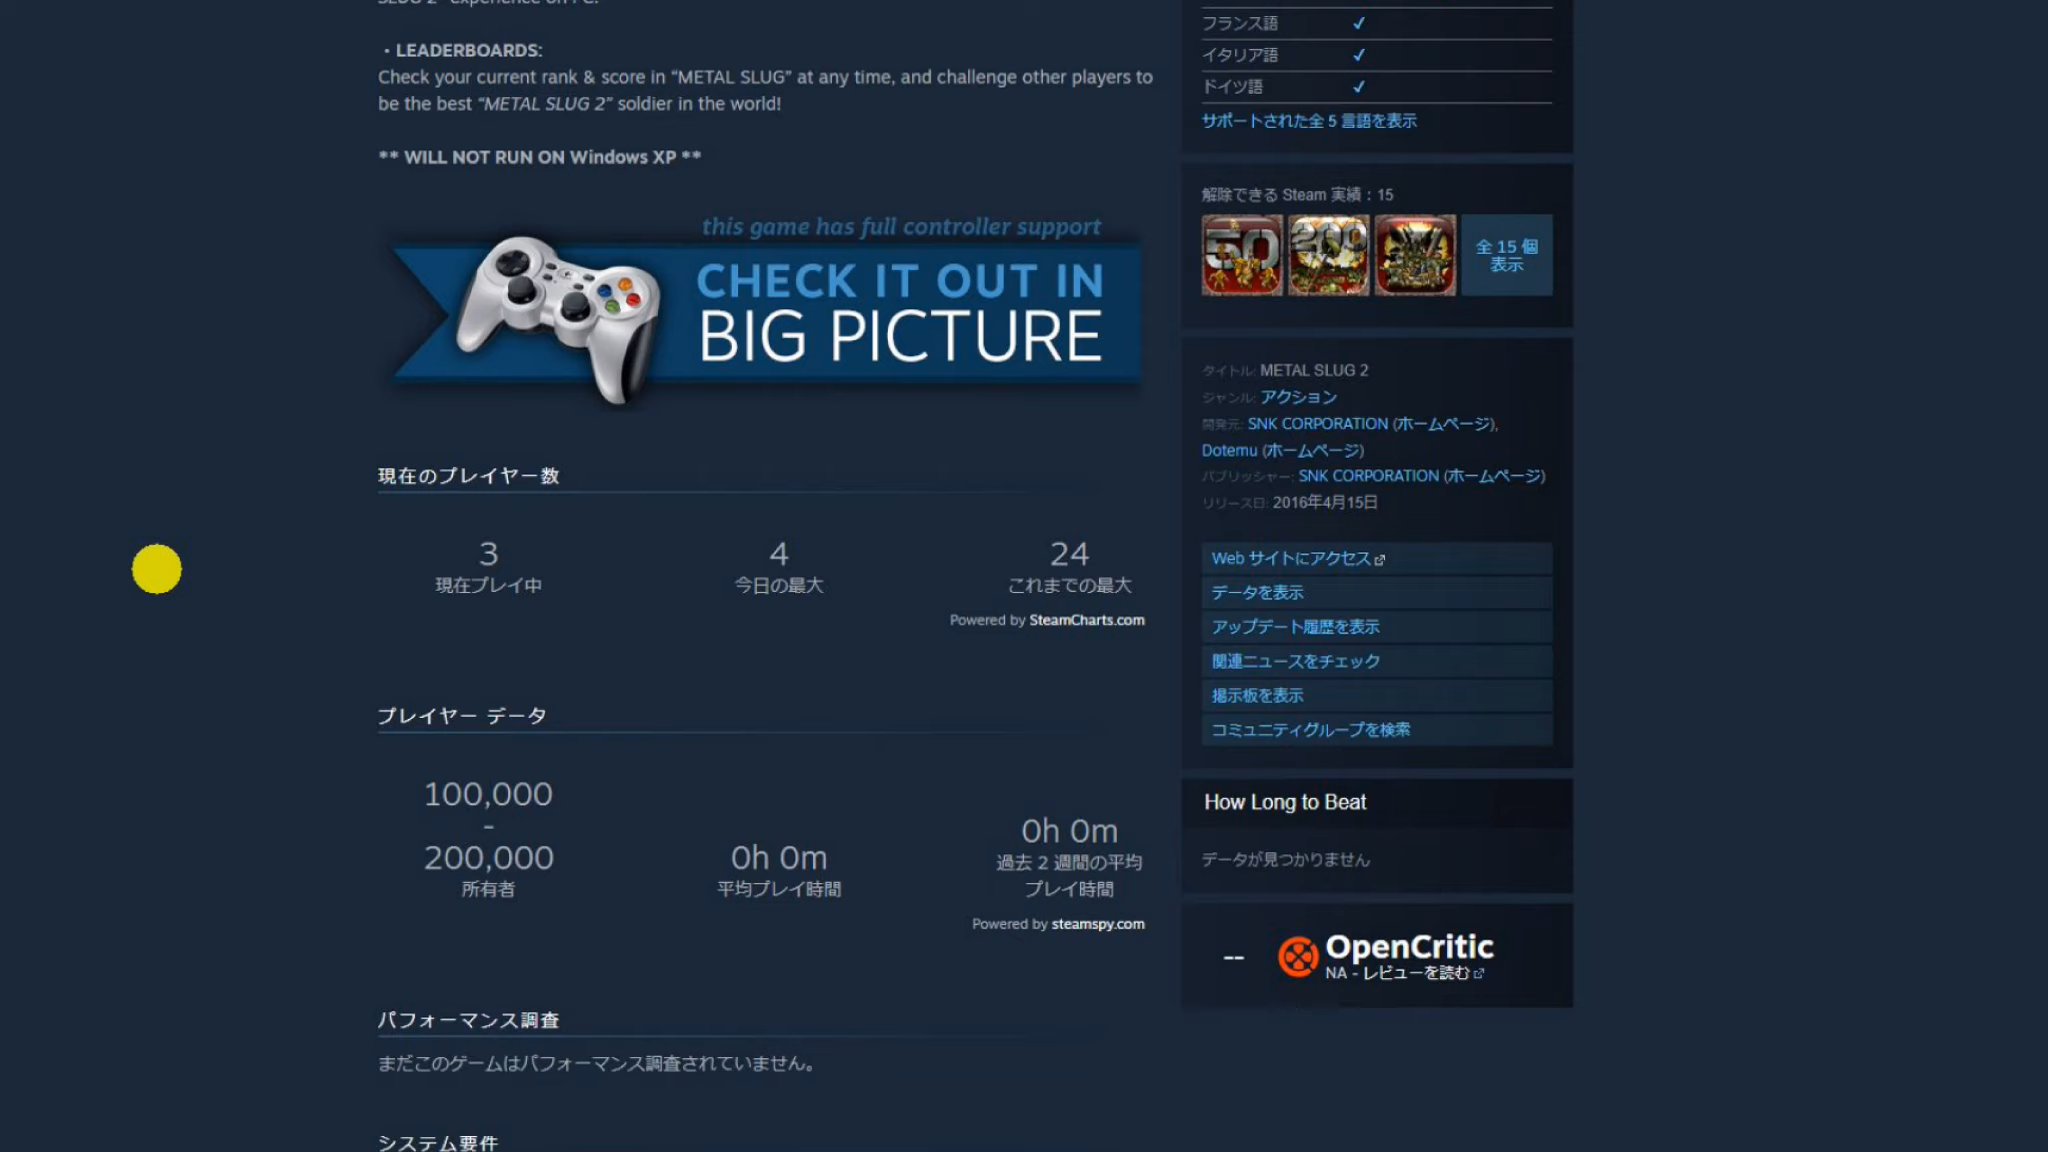 SLUG 2" experience on PC.
・LEADERBOARDS:
Check your current rank & score in “METAL SLUG” at any time, and challenge other players to
be the best “METAL SLUG 2” soldier in the world!
** WILL NOT RUN ON Windows XP **
this game has full controller support
CHECK IT OUT IN
BIG PICTURE
現在のプレイヤー数
3
現在プレイ中
4
今日の最大
24
これまでの最大
Powered by SteamCharts.com
プレイヤー データ
100,000
-
200,000
所有者
0h 0m
平均プレイ時間
0h 0m
過去 2 週間の平均
プレイ時間
Powered by steamspy.com
パフォーマンス調査
まだこのゲームはパフォーマンス調査されていません。
システム要件
フランス語 ✓
イタリア語 ✓
ドイツ語 ✓
サポートされた全 5 言語を表示
解除できる Steam 実績：15
50
200
全 15 個
表示
タイトル: METAL SLUG 2
ジャンル: アクション
開発元: SNK CORPORATION (ホームページ),
Dotemu (ホームページ)
パブリッシャー: SNK CORPORATION (ホームページ)
リリース日: 2016年4月15日
Web サイトにアクセス
データを表示
アップデート履歴を表示
関連ニュースをチェック
掲示板を表示
コミュニティグループを検索
How Long to Beat
データが見つかりません
-- OpenCritic
NA - レビューを読む